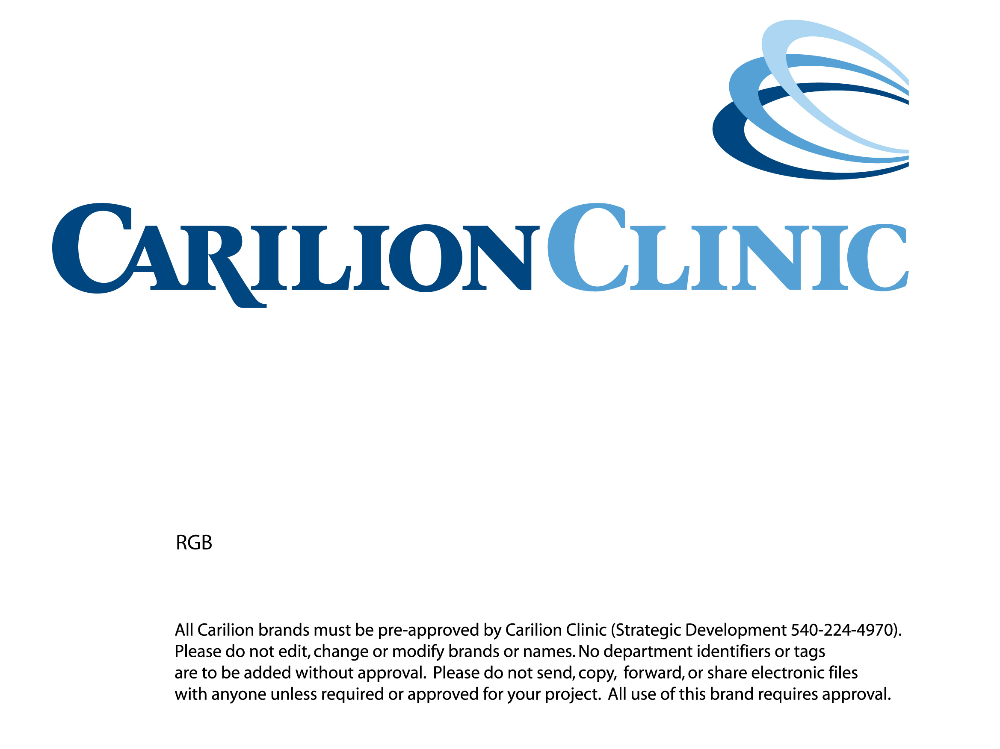 CARILION CLINIC
RGB
All Carilion brands must be pre-approved by Carilion Clinic (Strategic Development 540-224-4970).
Please do not edit, change or modify brands or names. No department identifiers or tags
are to be added without approval.  Please do not send, copy,  forward, or share electronic files
with anyone unless required or approved for your project.  All use of this brand requires approval.